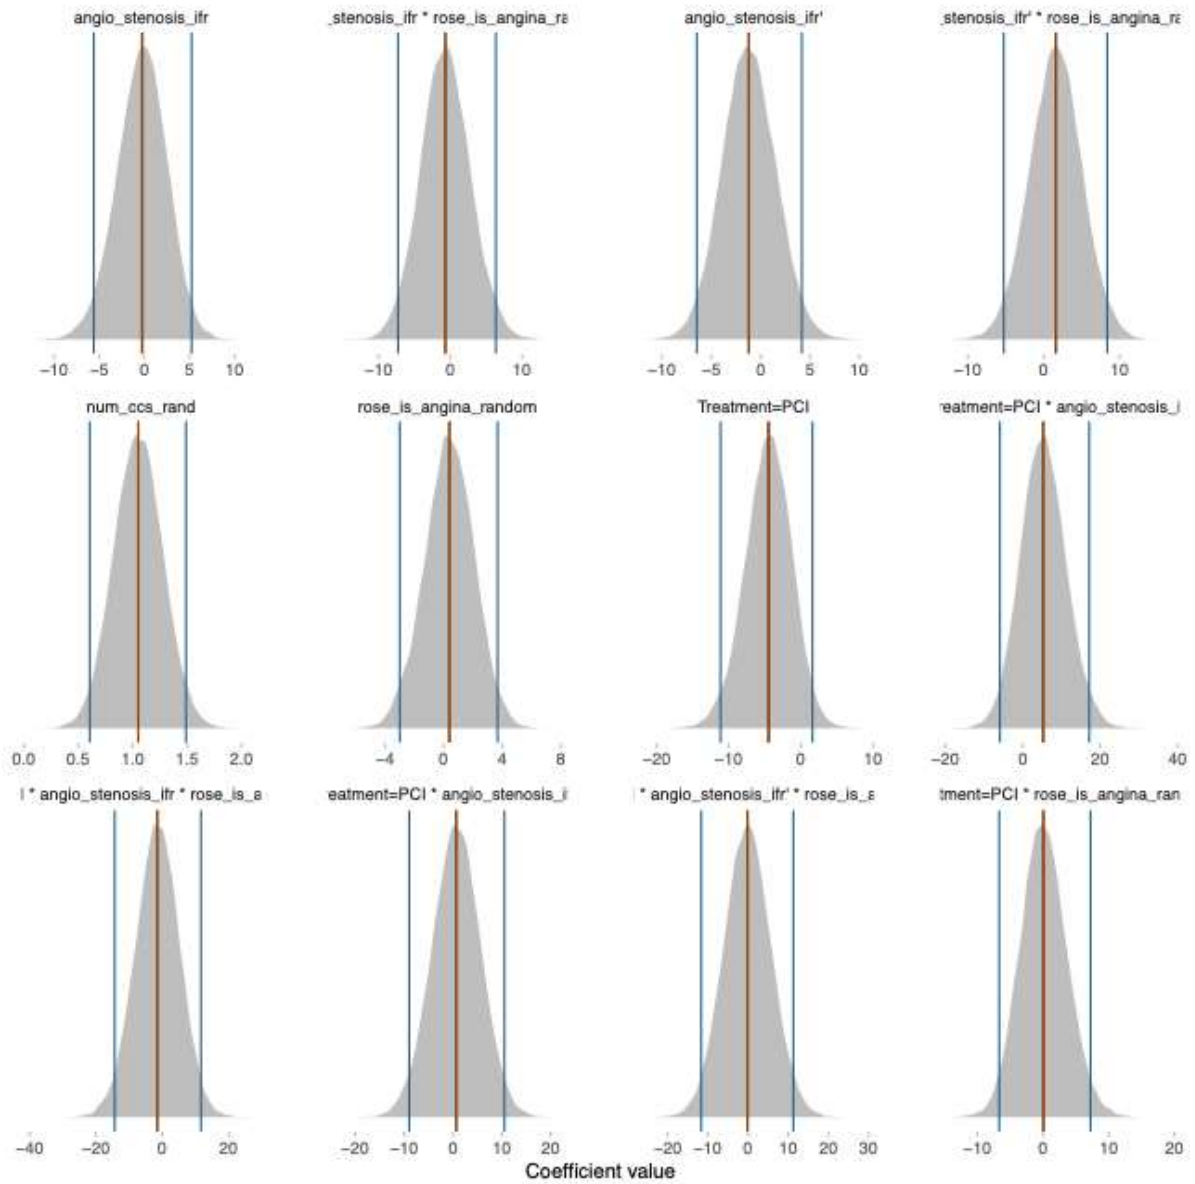 angio_stenosis_ifr _stenosis_ifr * rose_is_angina_ra angio_stenosis_ifr' _stenosis_ifr' * rose_is_angina_ra
−10 −5 0 5 10 −10 0 10 −10 −5 0 5 10 −10 0 10
num_ccs_rand rose_is_angina_random Treatment=PCI reatment=PCI * angio_stenosis_i
0.0 0.5 1.0 1.5 2.0 −4 0 4 8 −20 −10 0 10 −20 0 20 40
* angio_stenosis_ifr * rose_is_a eatment=PCI * angio_stenosis_i * angio_stenosis_ifr' * rose_is_a tment=PCI * rose_is_angina_ran
−40 −20 0 20 −20 −10 0 10 20 −20 −10 0 10 20 30 −10 0 10 20
Coefficient value